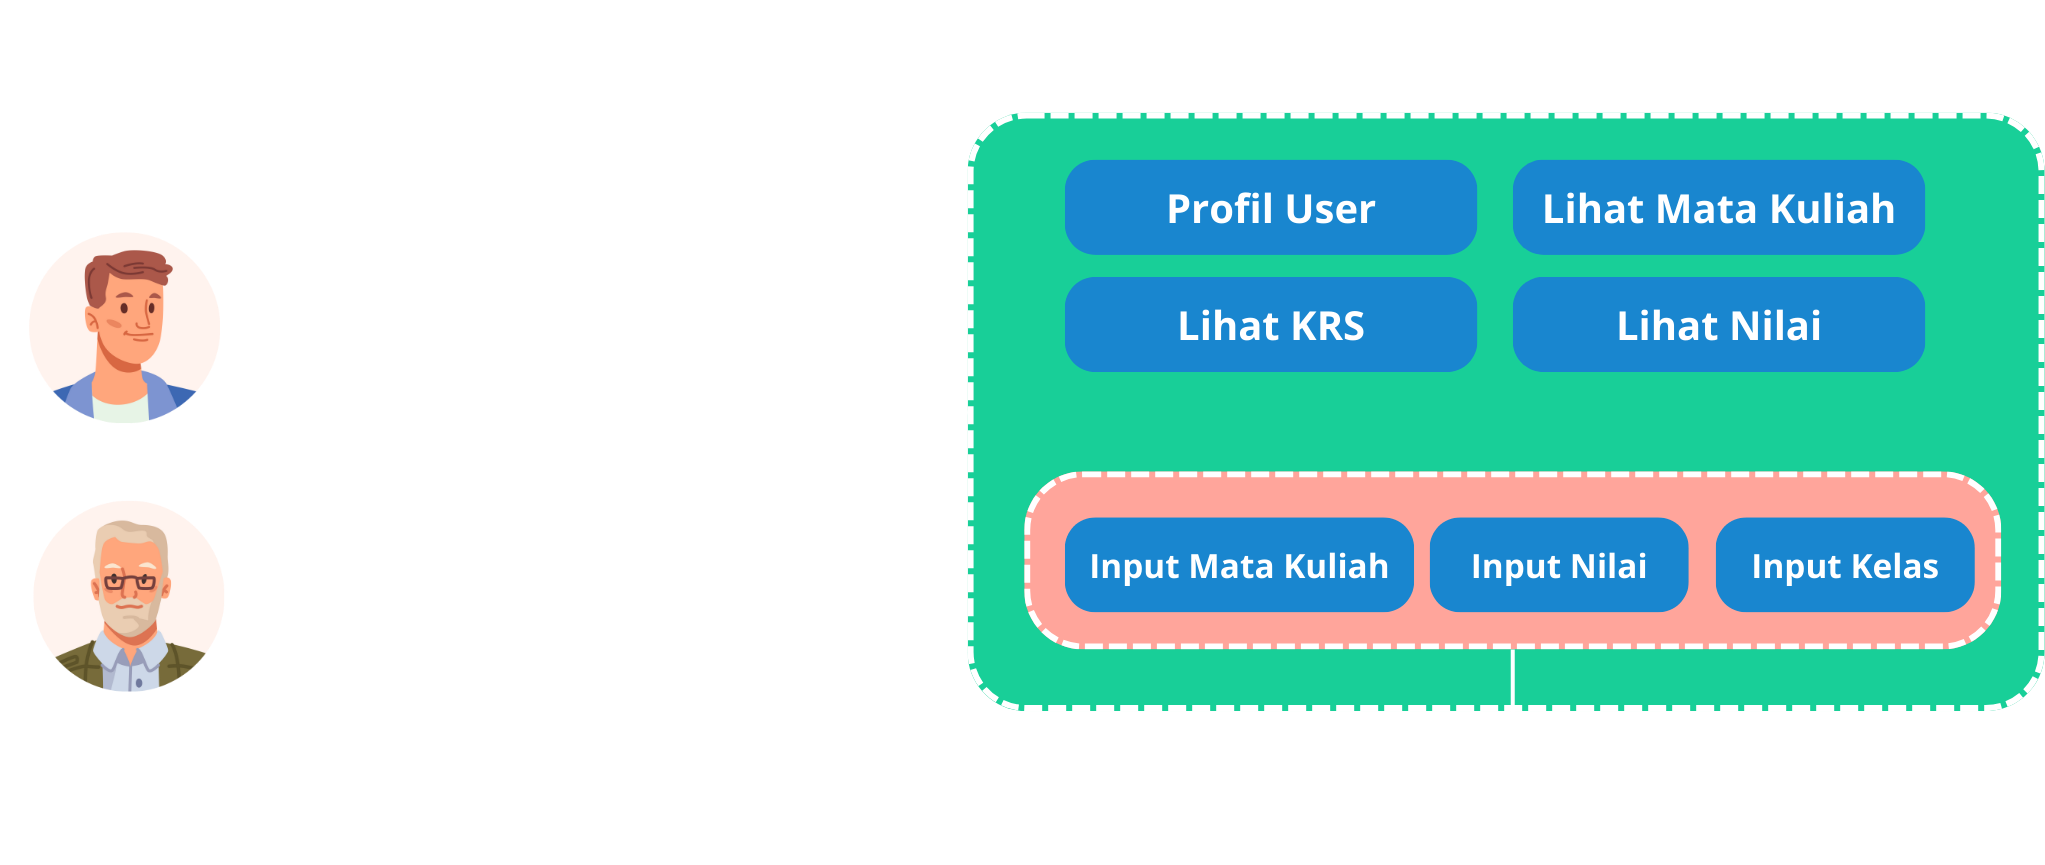 Profil User
Lihat Mata Kuliah
Lihat KRS
Lihat Nilai
Input Mata Kuliah
Input Nilai
Input Kelas